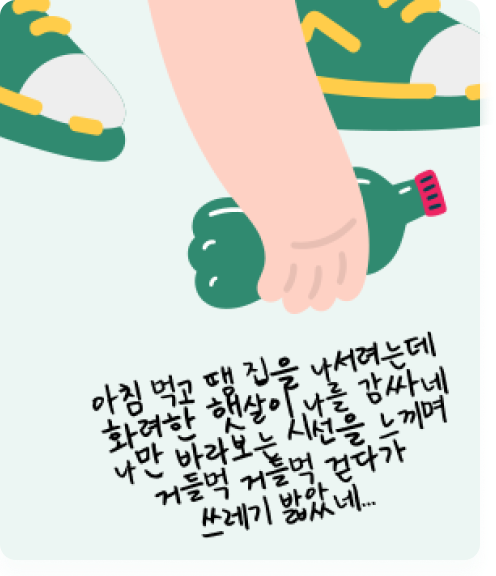 아침 먹고 땜 집을 나서려는데
화려한 햇살이 나를 감싸네
나만 바라보는 시선을 느끼며
거들먹 거들먹 걷다가
쓰레기 밟았네...